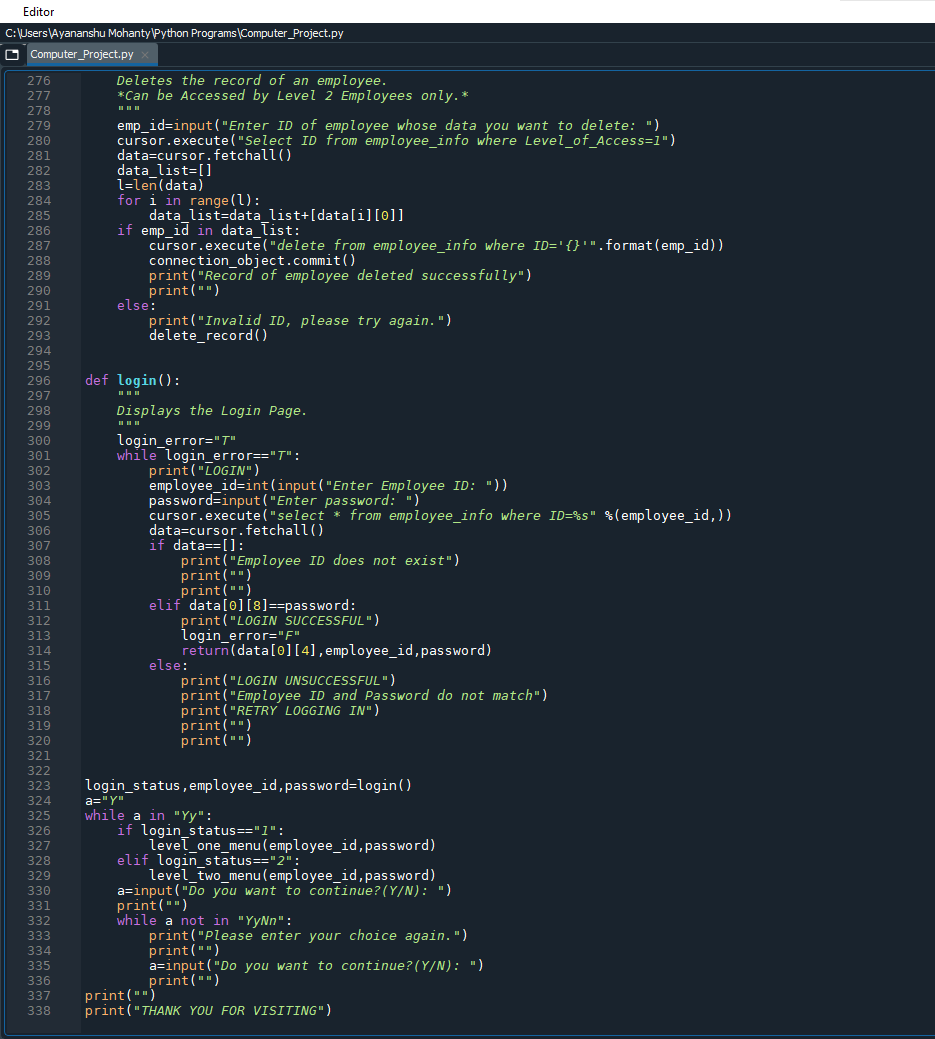 Editor
C:\Users\Ayananshu Mohanty\Python Programs\Computer_Project.py
Computer_Project.py
276         Deletes the record of an employee.
277         *Can be Accessed by Level 2 Employees only.*
278         """
279         emp_id=input("Enter ID of employee whose data you want to delete: ")
280         cursor.execute("Select ID from employee_info where Level_of_Access=1")
281         data=cursor.fetchall()
282         data_list=[]
283         l=len(data)
284         for i in range(l):
285             data_list=data_list+[data[i][0]]
286         if emp_id in data_list:
287             cursor.execute("delete from employee_info where ID='{}'".format(emp_id))
288             connection_object.commit()
289             print("Record of employee deleted successfully")
290             print("")
291         else:
292             print("Invalid ID, please try again.")
293             delete_record()
294
295
296     def login():
297         """
298         Displays the Login Page.
299         """
300         login_error="T"
301         while login_error=="T":
302             print("LOGIN")
303             employee_id=int(input("Enter Employee ID: "))
304             password=input("Enter password: ")
305             cursor.execute("select * from employee_info where ID=%s" %(employee_id,))
306             data=cursor.fetchall()
307             if data==[]:
308                 print("Employee ID does not exist")
309                 print("")
310                 print("")
311             elif data[0][8]==password:
312                 print("LOGIN SUCCESSFUL")
313                 login_error="F"
314                 return(data[0][4],employee_id,password)
315             else:
316                 print("LOGIN UNSUCCESSFUL")
317                 print("Employee ID and Password do not match")
318                 print("RETRY LOGGING IN")
319                 print("")
320                 print("")
321
322
323     login_status,employee_id,password=login()
324     a="Y"
325     while a in "Yy":
326         if login_status=="1":
327             level_one_menu(employee_id,password)
328         elif login_status=="2":
329             level_two_menu(employee_id,password)
330         a=input("Do you want to continue?(Y/N): ")
331         print("")
332         while a not in "YyNn":
333             print("Please enter your choice again.")
334             print("")
335             a=input("Do you want to continue?(Y/N): ")
336             print("")
337     print("")
338     print("THANK YOU FOR VISITING")